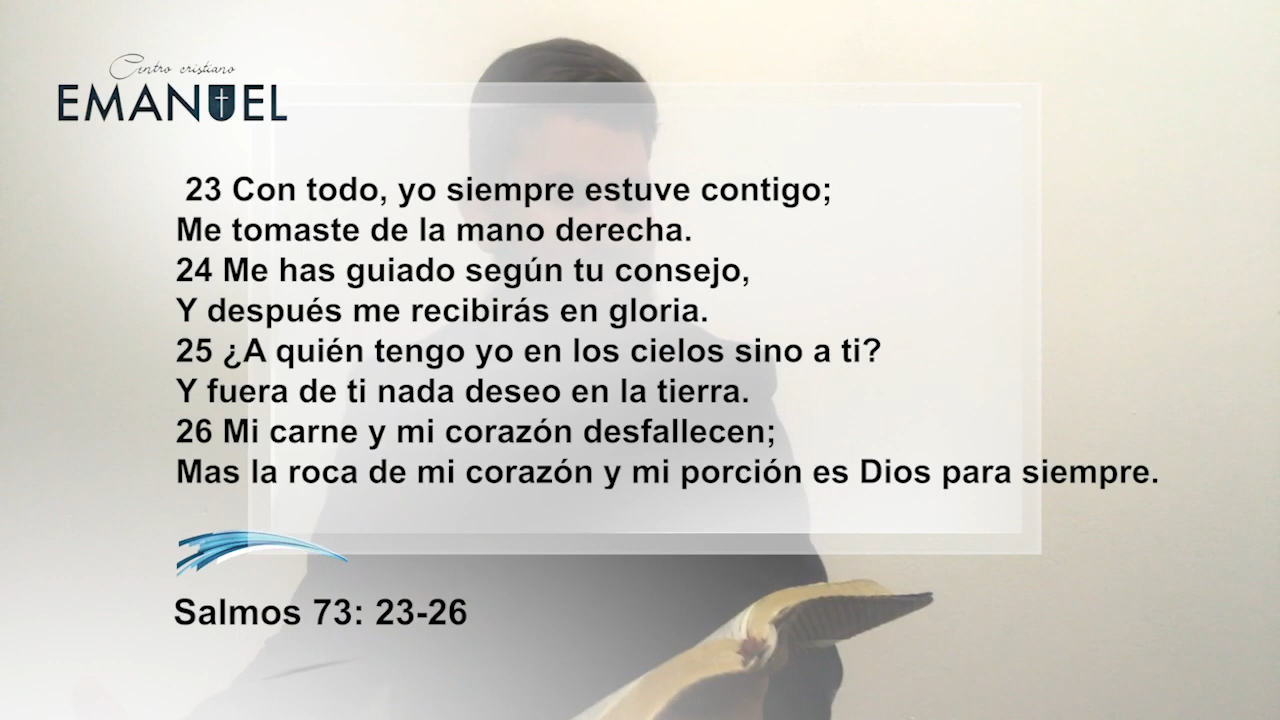 Centro cristiano
EMANUEL
23 Con todo, yo siempre estuve contigo;
Me tomaste de la mano derecha.
24 Me has guiado según tu consejo,
Y después me recibirás en gloria.
25 ¿A quién tengo yo en los cielos sino a ti?
Y fuera de ti nada deseo en la tierra.
26 Mi carne y mi corazón desfallecen;
Mas la roca de mi corazón y mi porción es Dios para siempre.
Salmos 73: 23-26